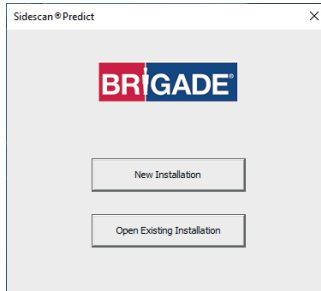 Sidescan®Predict
BRIGADE®
New Installation
Open Existing Installation